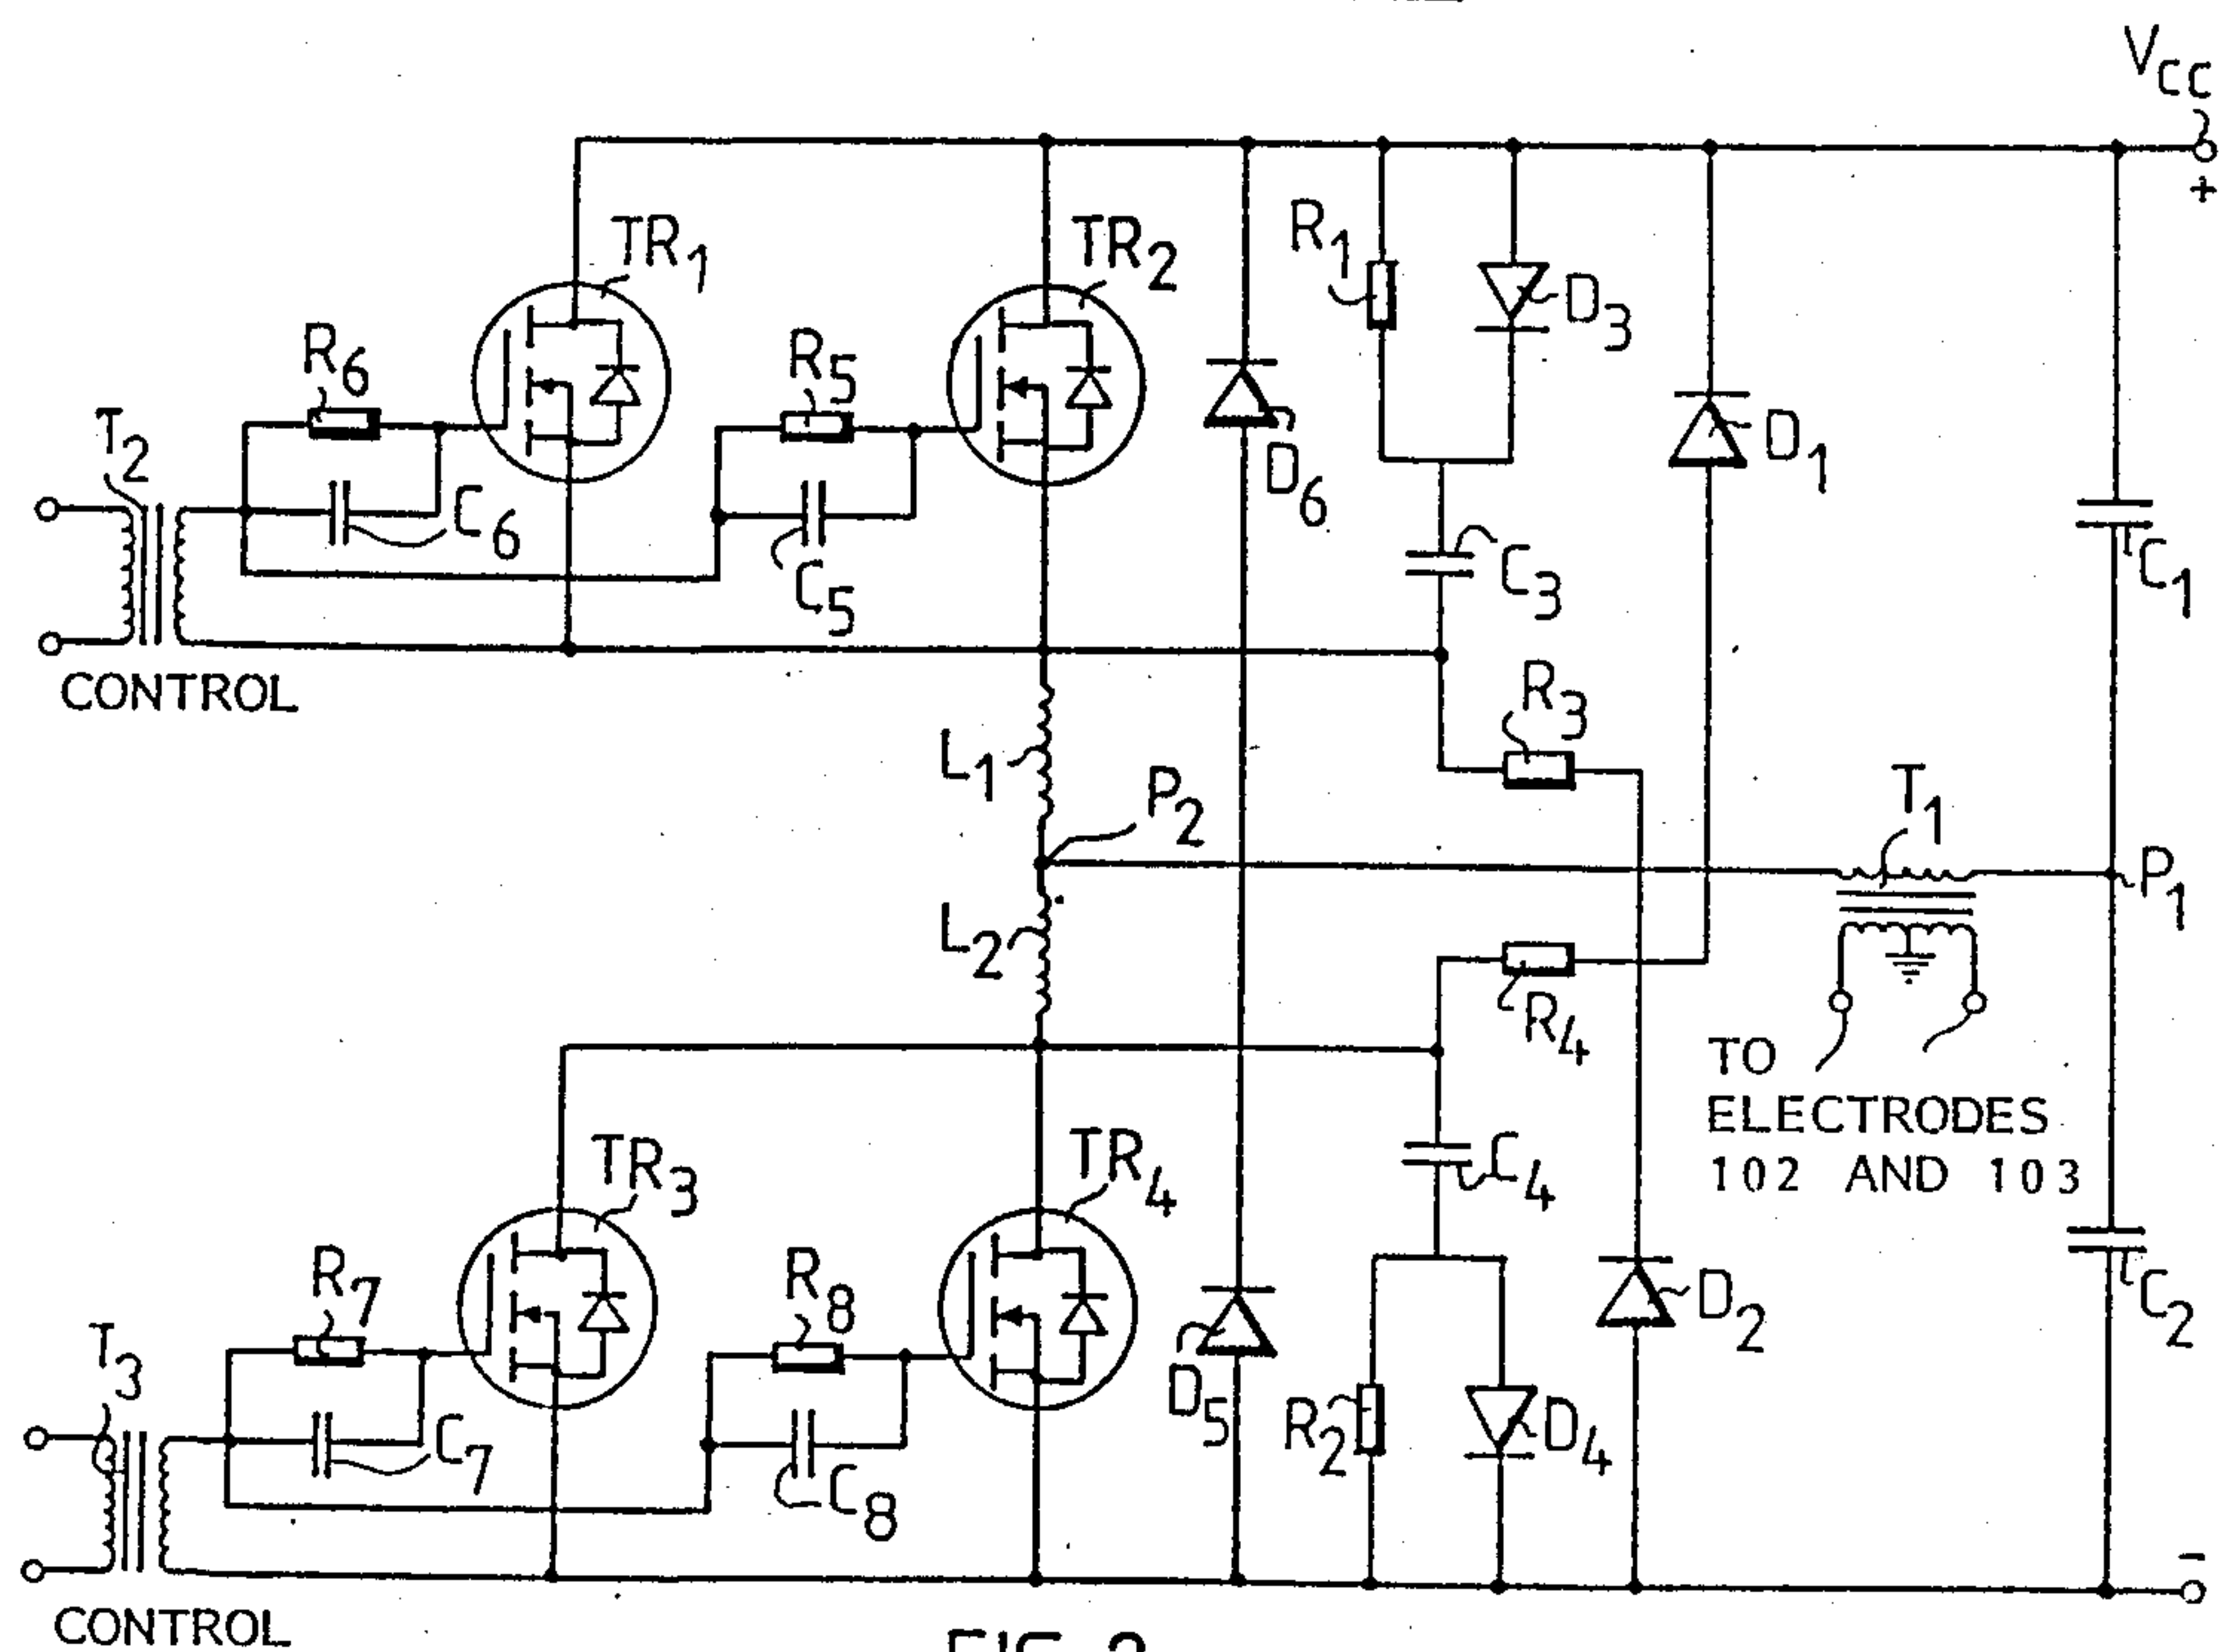 VCC
+
TR1
TR2
R1
D3
R6
R5
D1
T2
D6
C6
C5
C3
C1
CONTROL
R3
L1
P2
T1
P1
L2
R4
TO
ELECTRODES
102 AND 103
TR3
TR4
C4
R7
R8
D2
C2
T3
D5
R2
D4
C7
C8
-
CONTROL